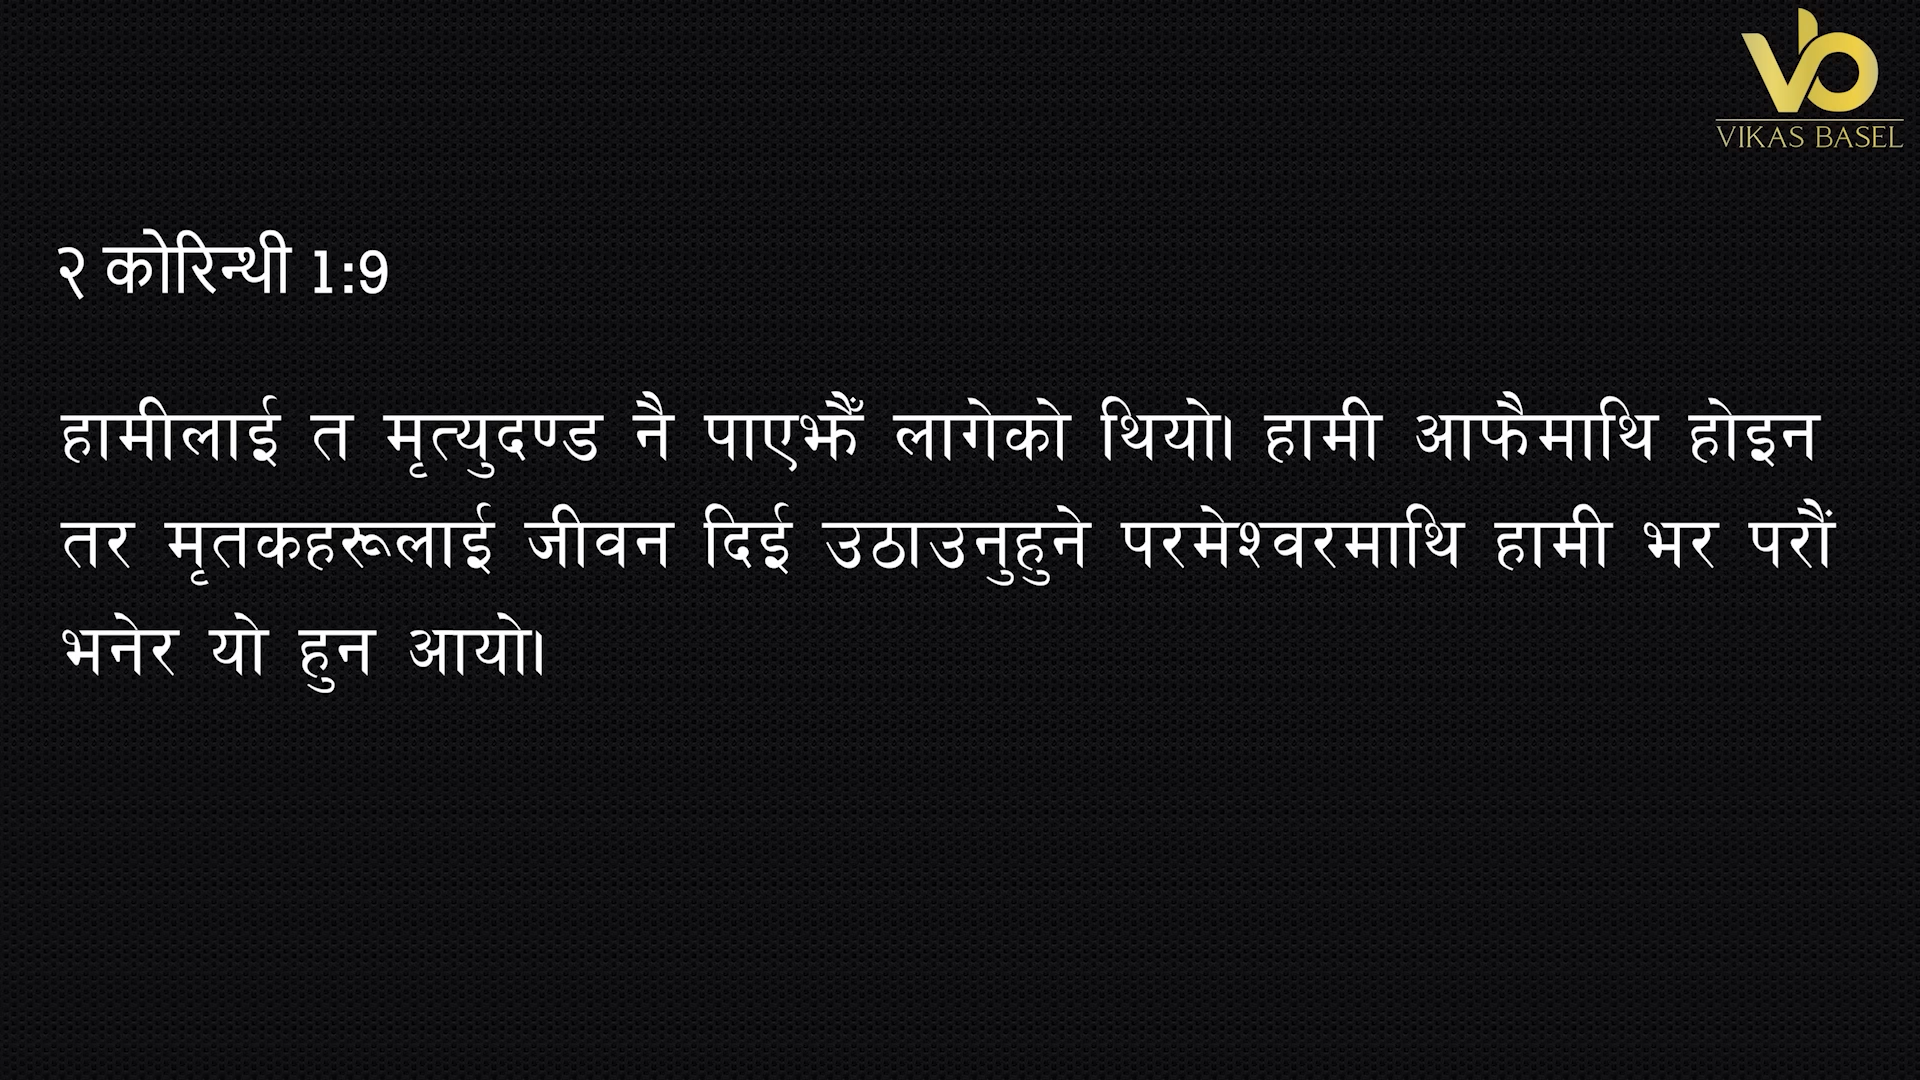 VIKAS BASEL
२ कोरिन्थी 1:9
हामीलाई त मृत्युदण्ड नै पाएझैँ लागेको थियो। हामी आफैमाथि होइन
तर मृतकहरूलाई जीवन दिई उठाउनुहुने परमेश्वरमाथि हामी भर परौं
भनेर यो हुन आयो।